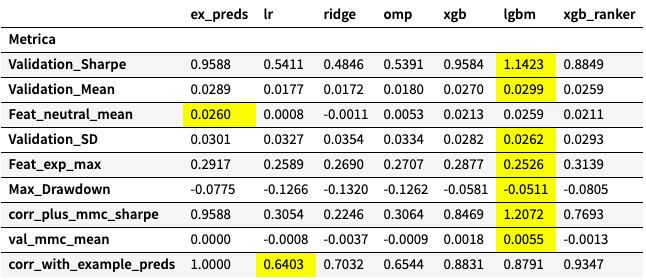 ex_preds lr ridge omp xgb lgbm xgb_ranker
Metrica
Validation_Sharpe 0.9588 0.5411 0.4846 0.5391 0.9584 1.1423 0.8849
Validation_Mean 0.0289 0.0177 0.0172 0.0180 0.0270 0.0299 0.0259
Feat_neutral_mean 0.0260 0.0008 -0.0011 0.0053 0.0213 0.0259 0.0211
Validation_SD 0.0301 0.0327 0.0354 0.0334 0.0282 0.0262 0.0293
Feat_exp_max 0.2917 0.2589 0.2690 0.2707 0.2877 0.2526 0.3139
Max_Drawdown -0.0775 -0.1266 -0.1320 -0.1262 -0.0581 -0.0511 -0.0805
corr_plus_mmc_sharpe 0.9588 0.3054 0.2246 0.3064 0.8469 1.2072 0.7693
val_mmc_mean 0.0000 -0.0008 -0.0037 -0.0009 0.0018 0.0055 -0.0013
corr_with_example_preds 1.0000 0.6403 0.7032 0.6544 0.8831 0.8791 0.9347